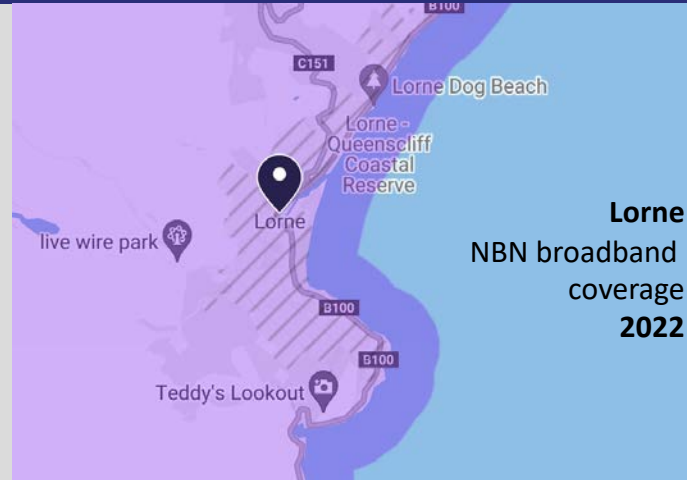 B100
C151
Lorne Dog Beach
Lorne -
Queenscliff
Coastal
Reserve
Lorne
live wire park
B100
B100
Teddy's Lookout
Lorne
NBN broadband
coverage
2022